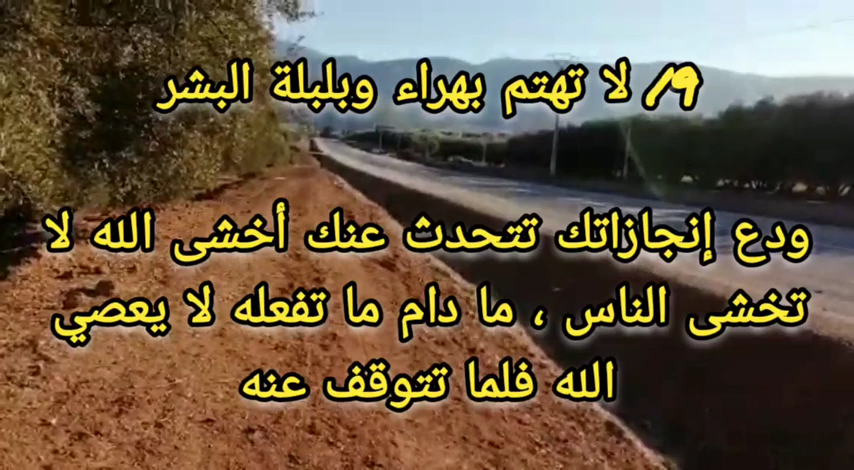 19/ لا تهتم بهراء وبلبلة البشر
ودع إنجازاتك تتحدث عنك أخشى الله لا
تخشى الناس ، ما دام ما تفعله لا يعصي
الله فلما تتوقف عنه